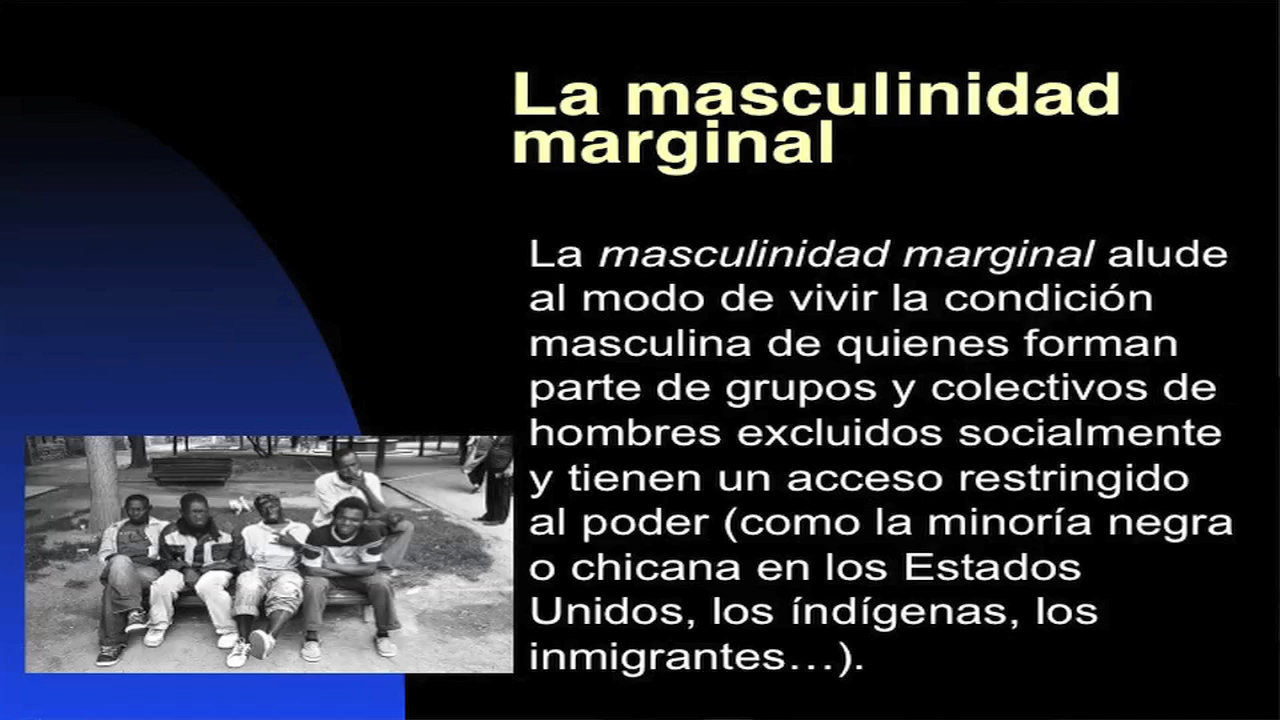 La masculinidad
marginal
La masculinidad marginal alude
al modo de vivir la condición
masculina de quienes forman
parte de grupos y colectivos de
hombres excluidos socialmente
y tienen un acceso restringido
al poder (como la minoría negra
o chicana en los Estados
Unidos, los índígenas, los
inmigrantes…).